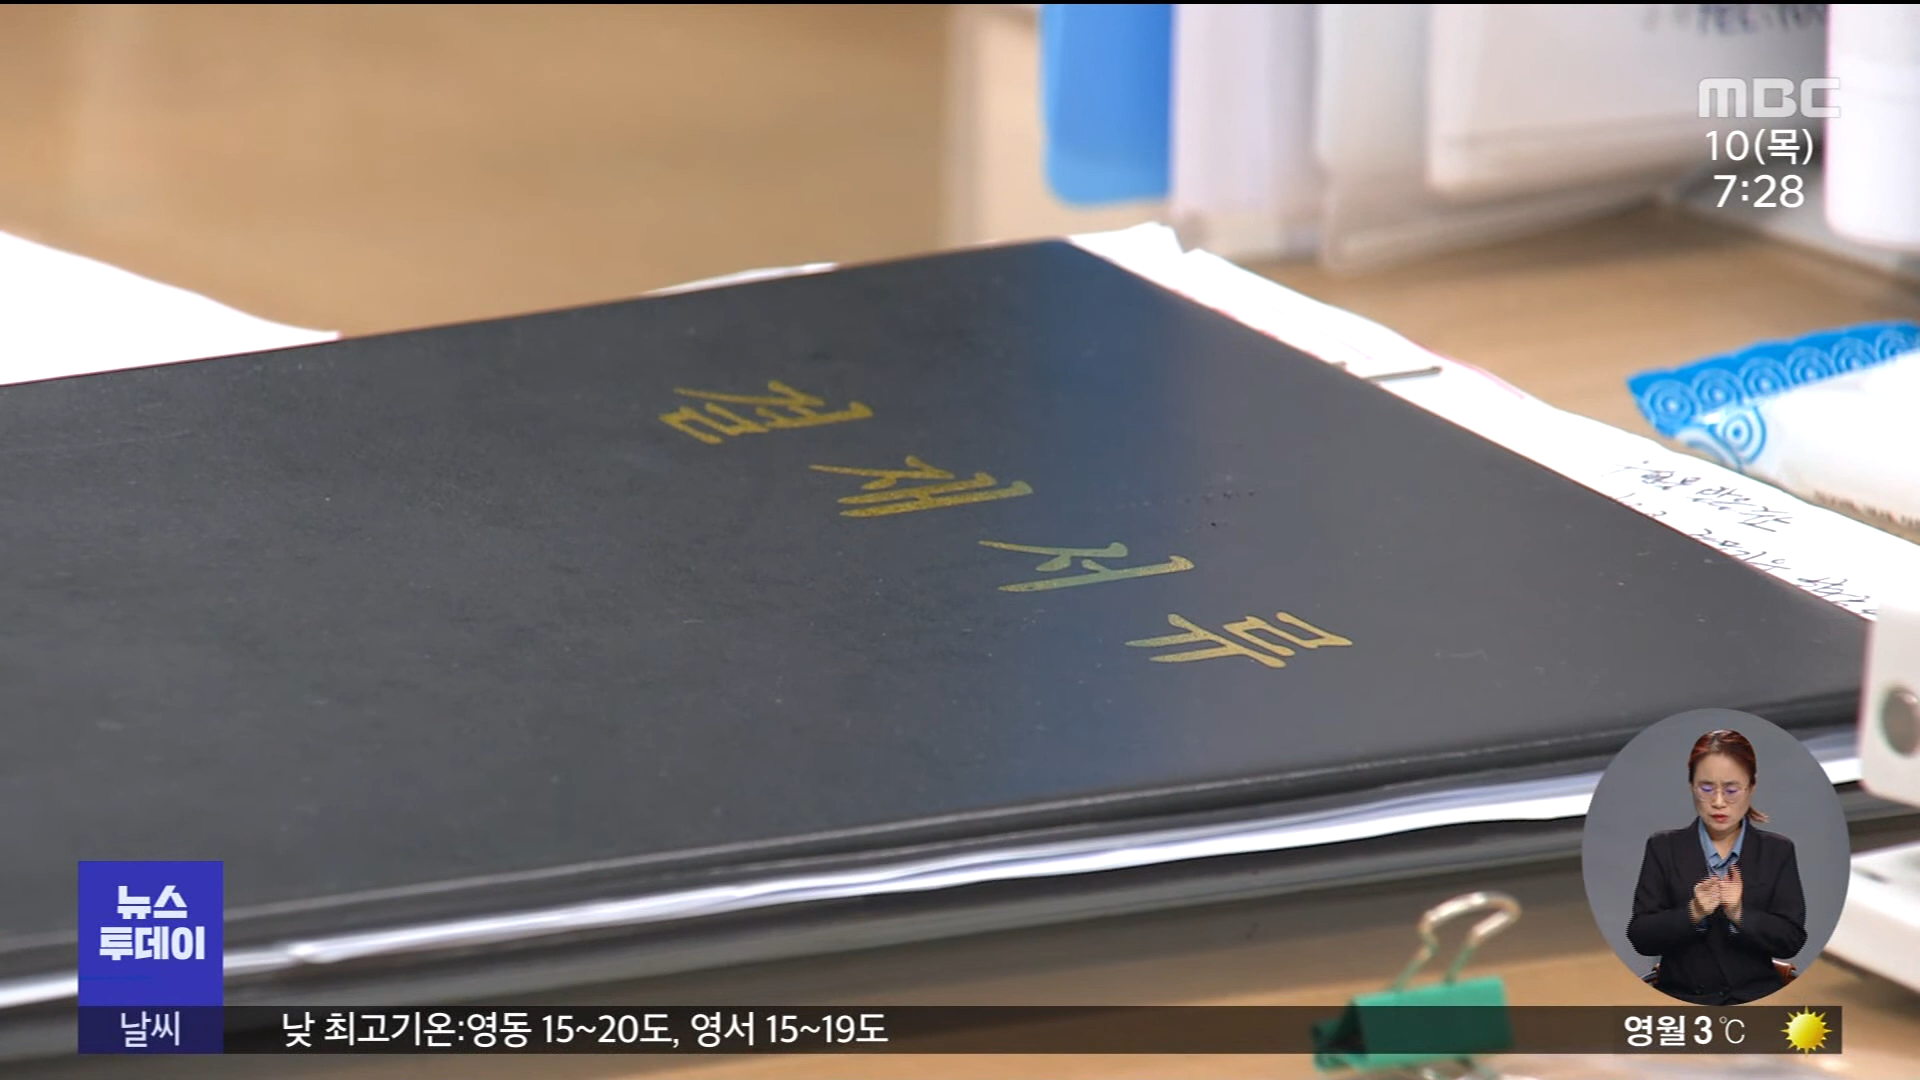 MBC
10(목)
7:28
결재서류
뉴스
투데이
날씨
낮 최고기온:영동 15~20도, 영서 15~19도
영월 3℃